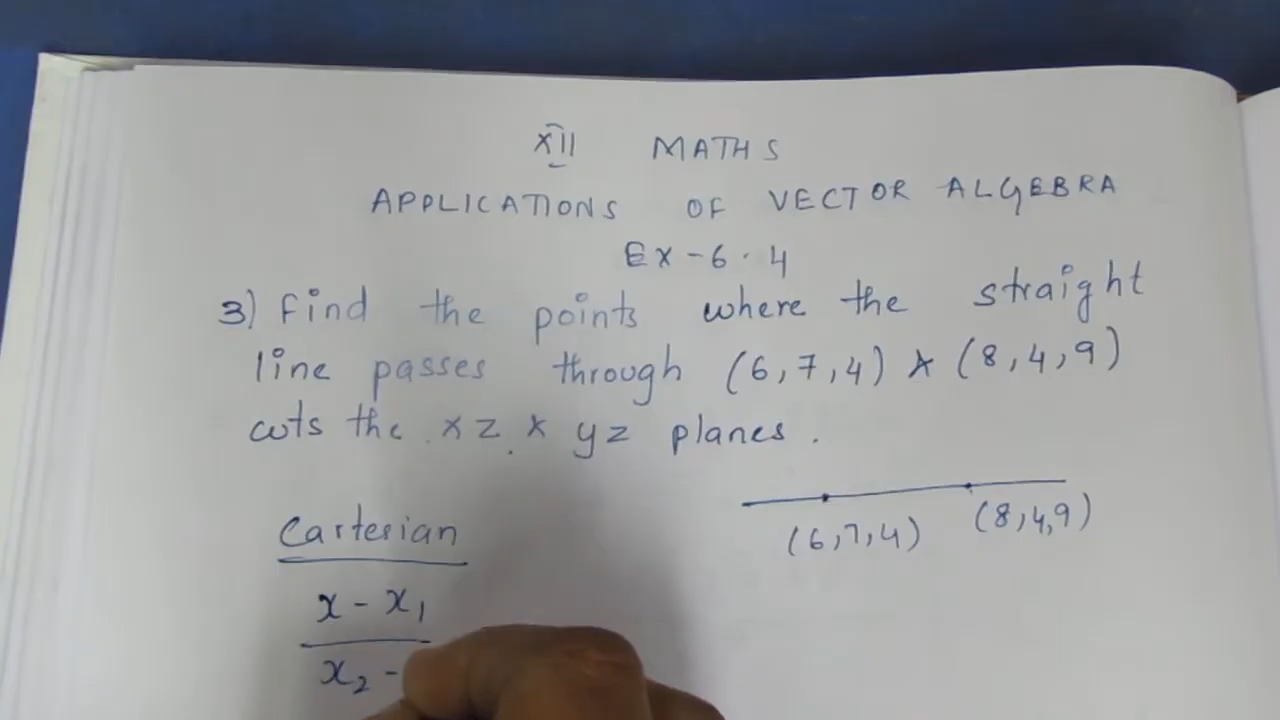 XII MATHS
APPLICATIONS OF VECTOR ALGEBRA
Ex-6.4
3) Find the points where the straight
line passes through (6,7,4) & (8,4,9)
cuts the xz & yz planes.
(6,7,4) (8,4,9)
Cartesian
x - x₁
x₂ -